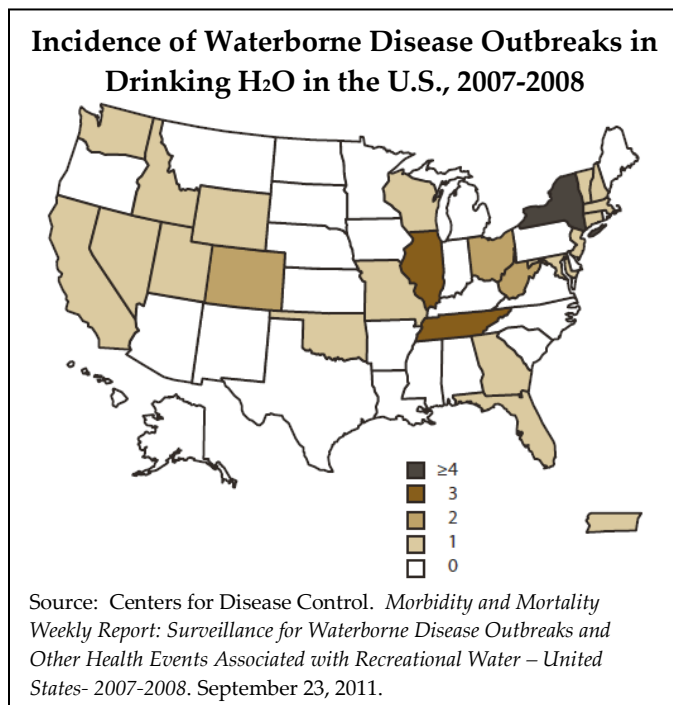 Incidence of Waterborne Disease Outbreaks in
Drinking H₂O in the U.S., 2007-2008
≥4
3
2
1
0
Source:  Centers for Disease Control.  Morbidity and Mortality
Weekly Report: Surveillance for Waterborne Disease Outbreaks and
Other Health Events Associated with Recreational Water – United
States- 2007-2008. September 23, 2011.